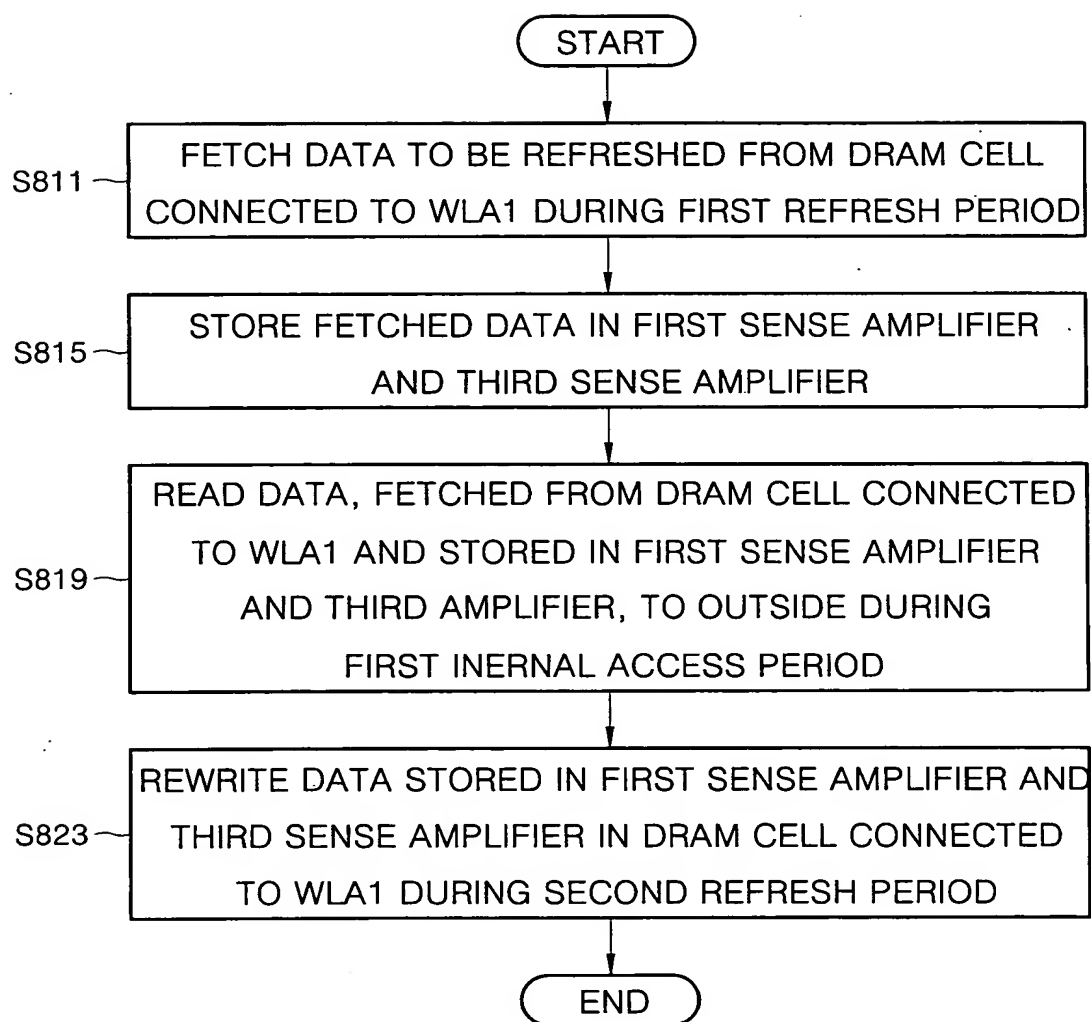 START
S811
FETCH DATA TO BE REFRESHED FROM DRAM CELL
CONNECTED TO WLA1 DURING FIRST REFRESH PERIOD
S815
STORE FETCHED DATA IN FIRST SENSE AMPLIFIER
AND THIRD SENSE AMPLIFIER
S819
READ DATA, FETCHED FROM DRAM CELL CONNECTED
TO WLA1 AND STORED IN FIRST SENSE AMPLIFIER
AND THIRD AMPLIFIER, TO OUTSIDE DURING
FIRST INERNAL ACCESS PERIOD
S823
REWRITE DATA STORED IN FIRST SENSE AMPLIFIER AND
THIRD SENSE AMPLIFIER IN DRAM CELL CONNECTED
TO WLA1 DURING SECOND REFRESH PERIOD
END